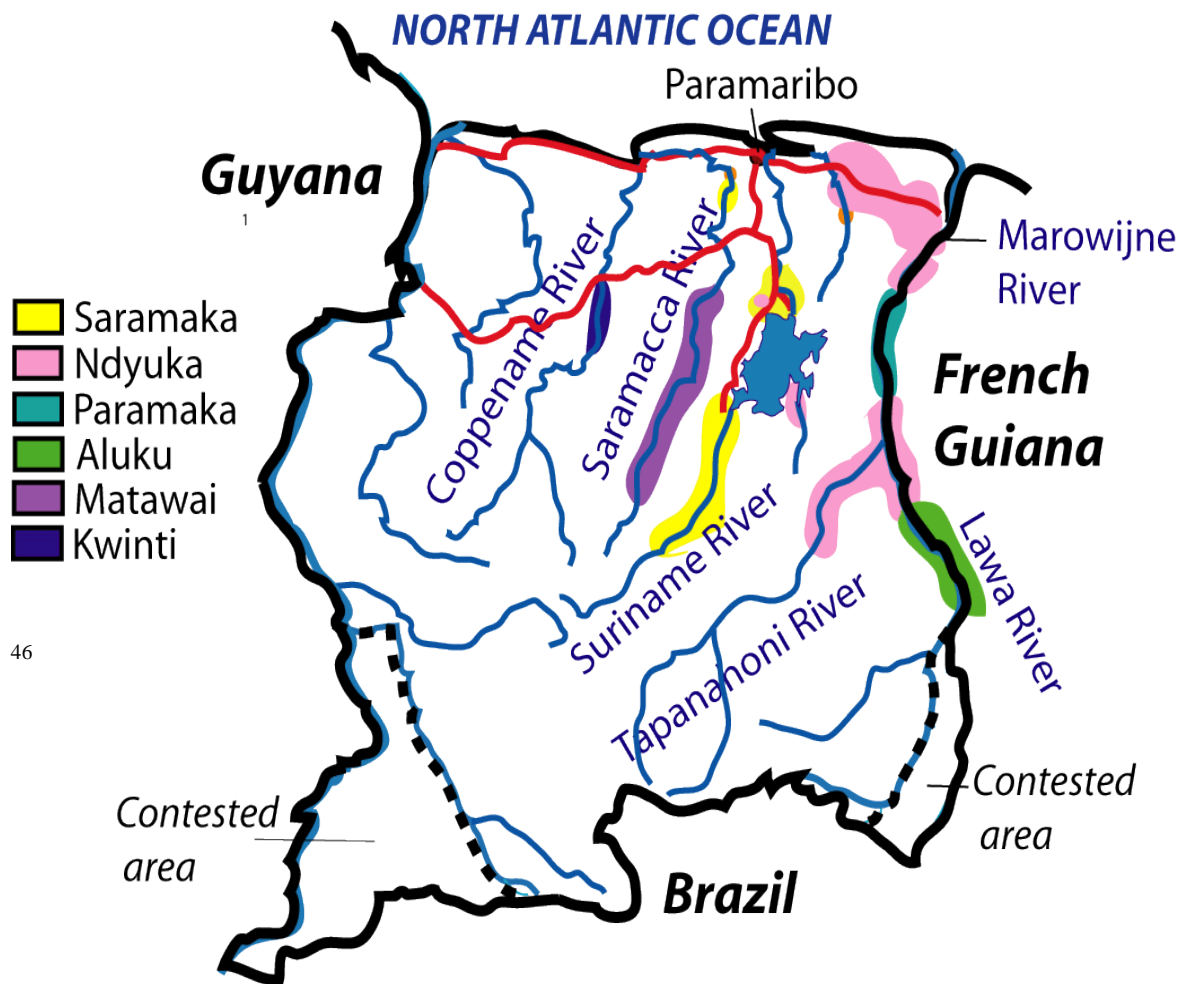 NORTH ATLANTIC OCEAN
Paramaribo
Guyana
1
Marowijne
River
Coppename River
Saramacca River
Saramaka
Ndyuka
Paramaka
Aluku
Matawai
Kwinti
French
Guiana
Lawa River
Suriname River
Tapanahoni River
46
Contested
area
Contested
area
Brazil